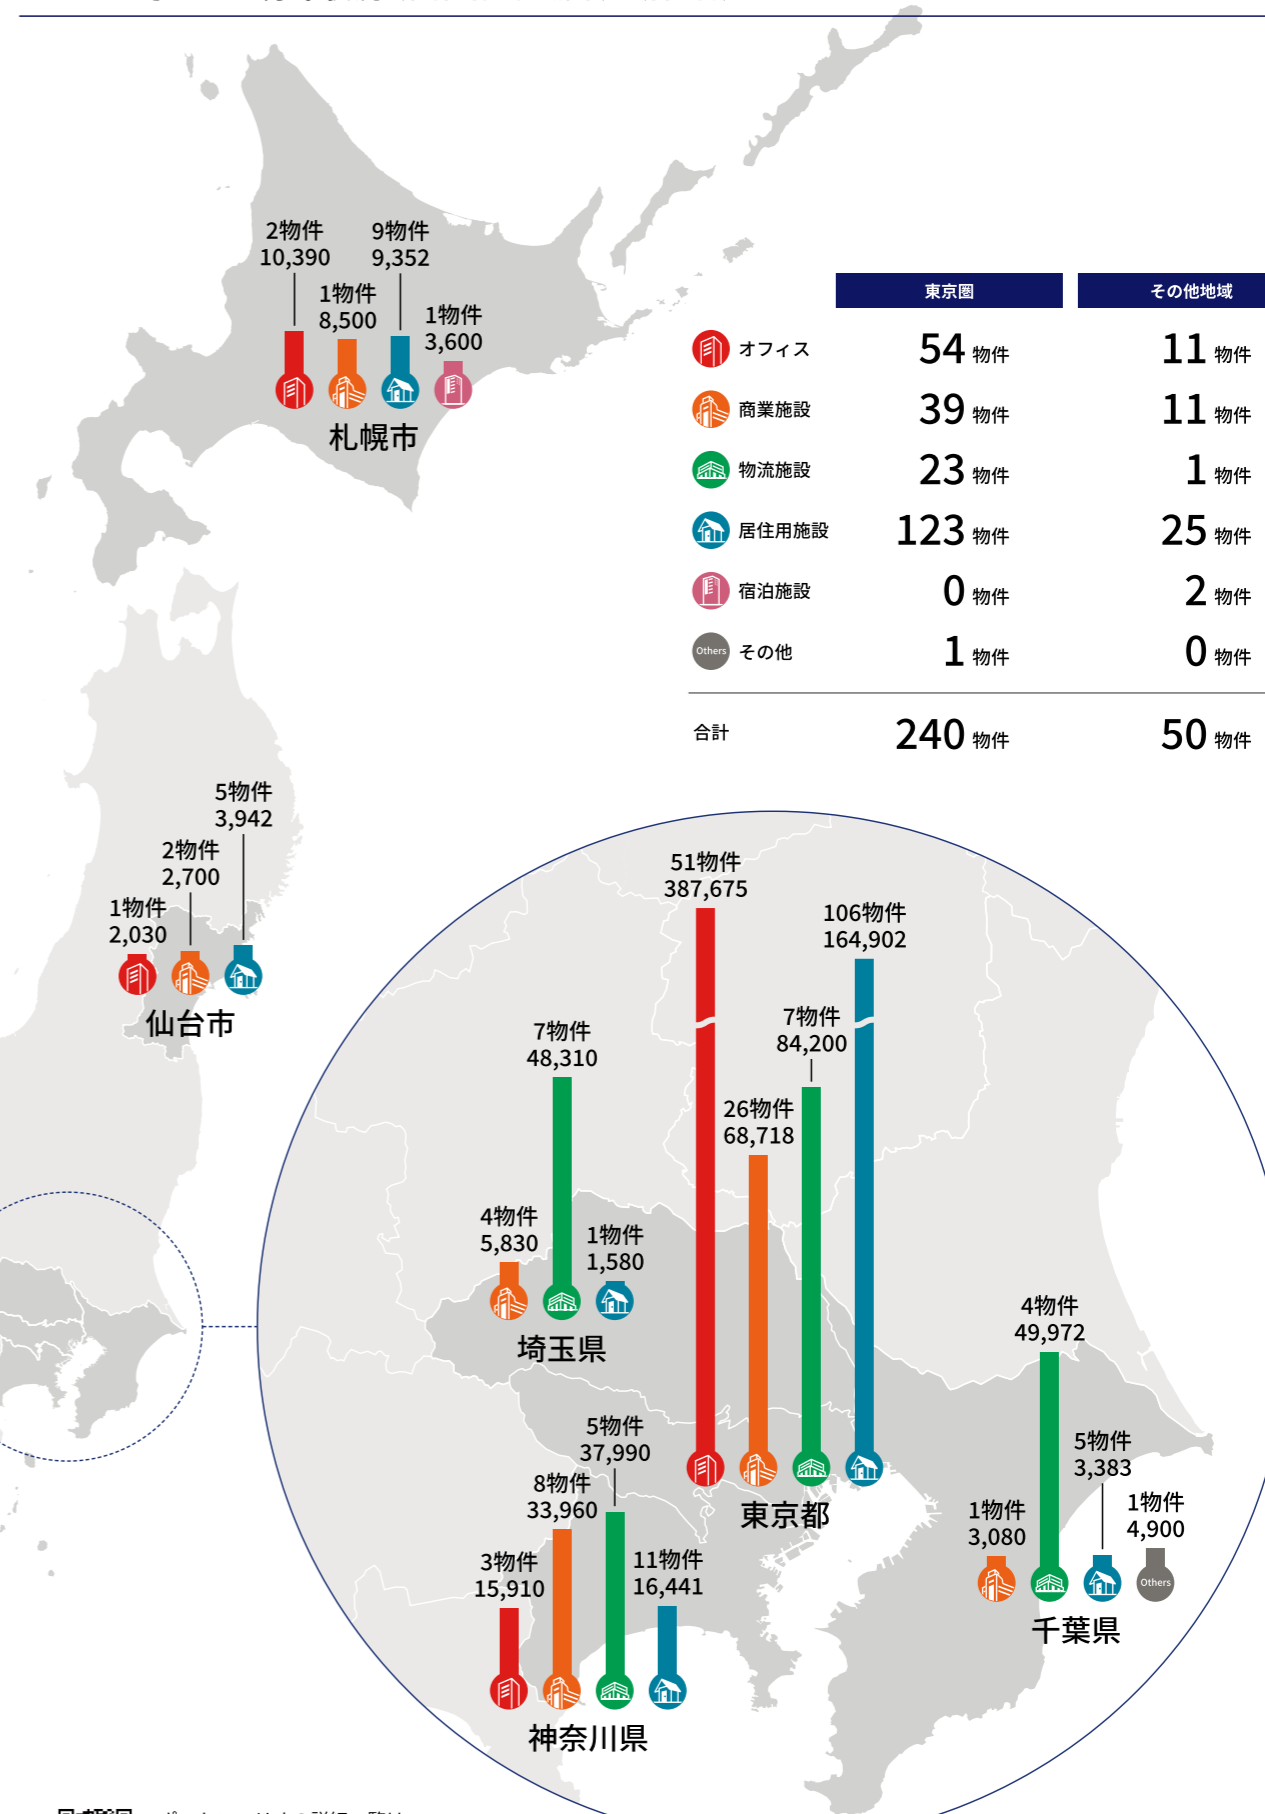 2物件
10,390
1物件
8,500
9物件
9,352
1物件
3,600
札幌市
東京圏 その他地域
オフィス 54 物件 11 物件
商業施設 39 物件 11 物件
物流施設 23 物件 1 物件
居住用施設 123 物件 25 物件
宿泊施設 0 物件 2 物件
Others その他 1 物件 0 物件
合計 240 物件 50 物件
1物件
2,030
2物件
2,700
5物件
3,942
仙台市
4物件
5,830
7物件
48,310
1物件
1,580
埼玉県
51物件
387,675
26物件
68,718
7物件
84,200
106物件
164,902
東京都
3物件
15,910
8物件
33,960
5物件
37,990
11物件
16,441
神奈川県
1物件
3,080
4物件
49,972
5物件
3,383
1物件
4,900
Others
千葉県